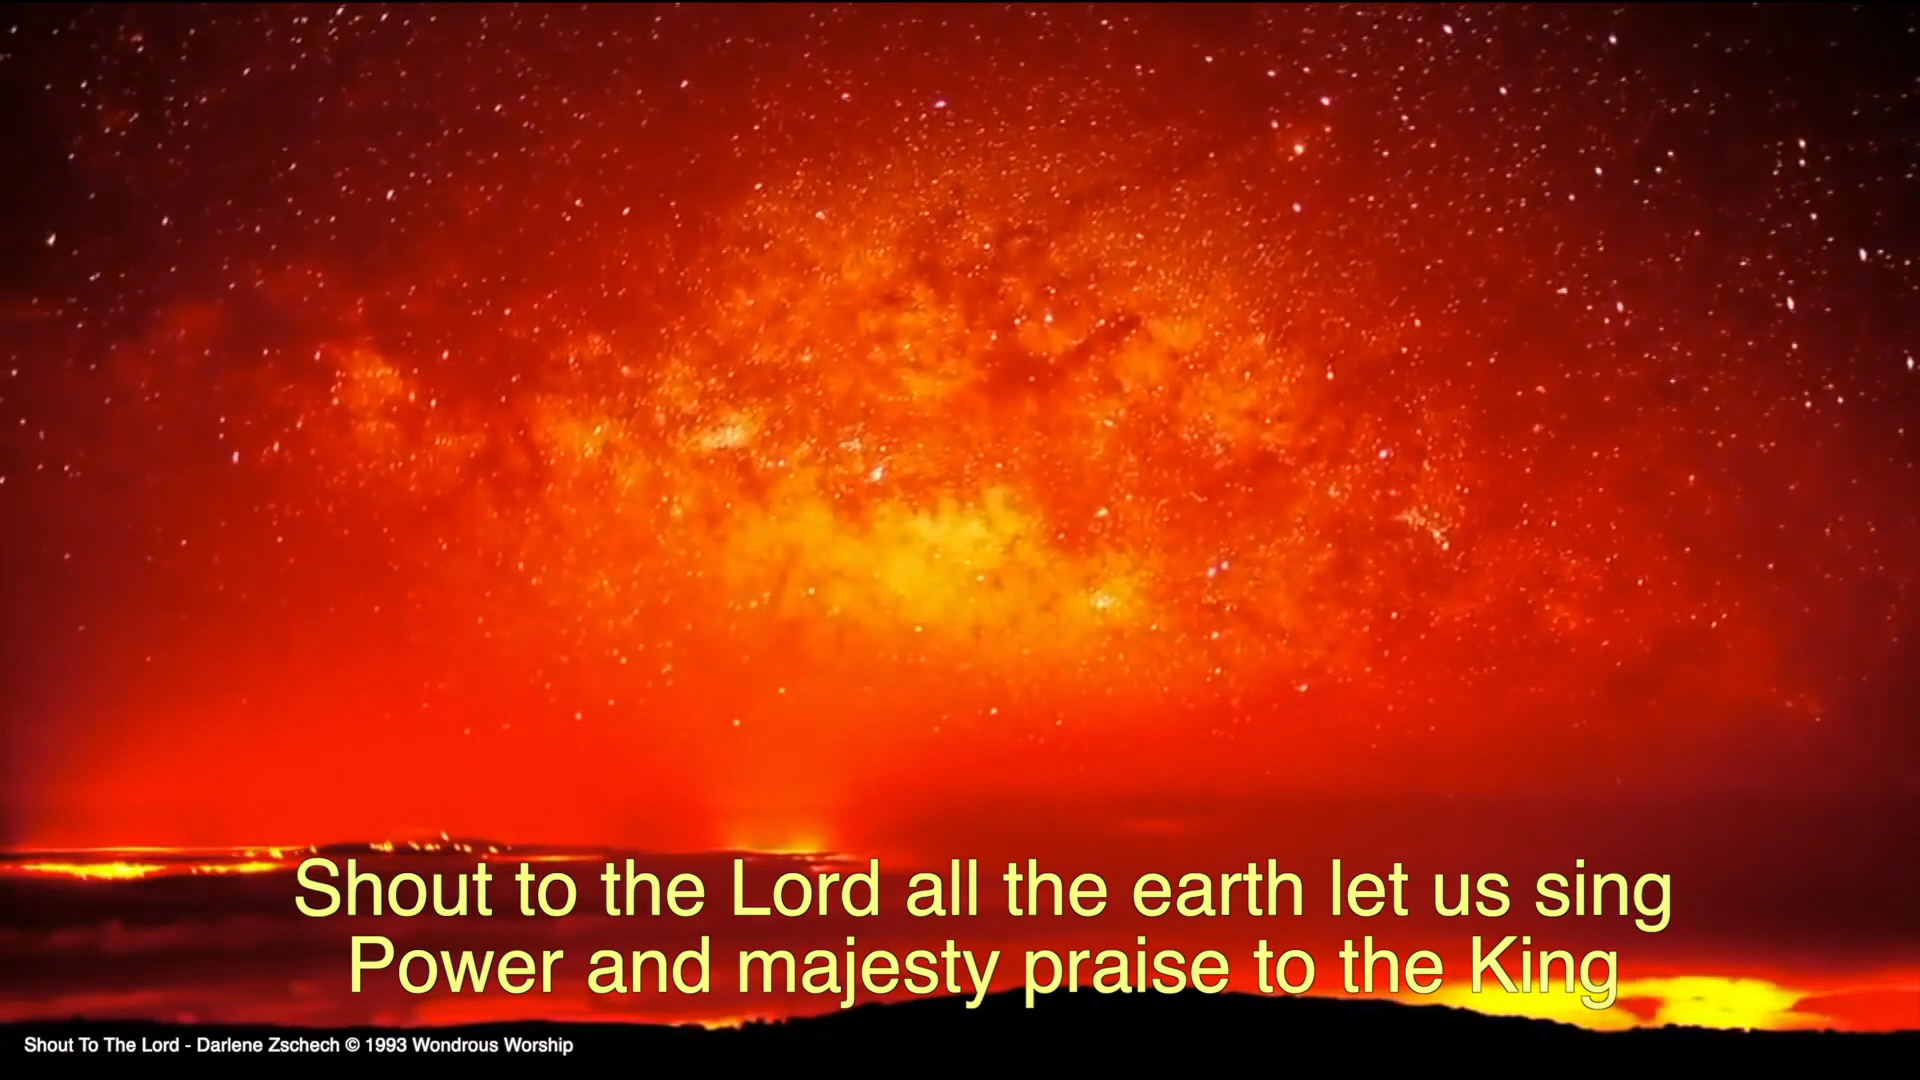 Shout to the Lord all the earth let us sing
Power and majesty praise to the King
Shout To The Lord - Darlene Zschech © 1993 Wondrous Worship